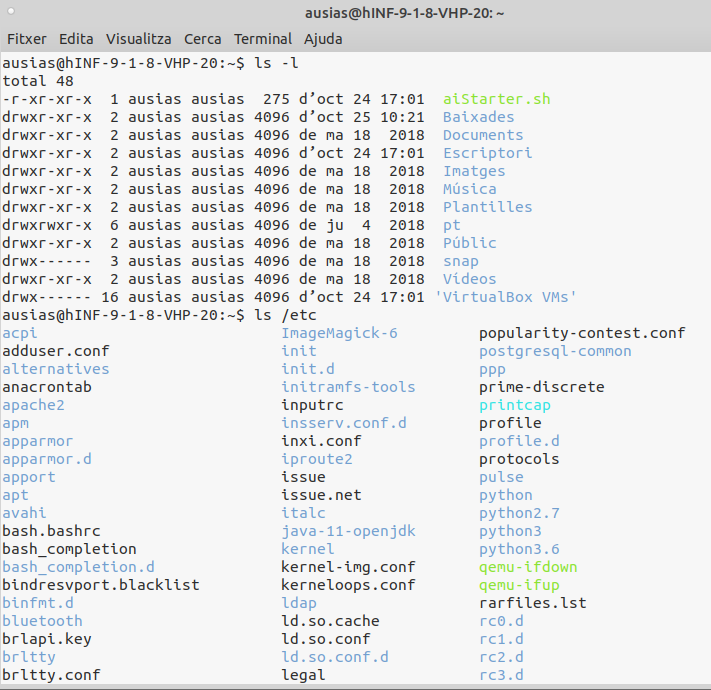 ausias@hINF-9-1-8-VHP-20: ~
Fitxer Edita Visualitza Cerca Terminal Ajuda
ausias@hINF-9-1-8-VHP-20:~$ ls -l
total 48
-r-xr-xr-x  1 ausias ausias  275 d’oct 24 17:01  aiStarter.sh
drwxr-xr-x  2 ausias ausias 4096 d’oct 25 10:21  Baixades
drwxr-xr-x  2 ausias ausias 4096 de ma 18  2018  Documents
drwxr-xr-x  2 ausias ausias 4096 d’oct 24 17:01  Escriptori
drwxr-xr-x  2 ausias ausias 4096 de ma 18  2018  Imatges
drwxr-xr-x  2 ausias ausias 4096 de ma 18  2018  Música
drwxr-xr-x  2 ausias ausias 4096 de ma 18  2018  Plantilles
drwxrwxr-x  6 ausias ausias 4096 de ju  4  2018  pt
drwxr-xr-x  2 ausias ausias 4096 de ma 18  2018  Públic
drwx------  3 ausias ausias 4096 de ma 18  2018  snap
drwxr-xr-x  2 ausias ausias 4096 de ma 18  2018  Vídeos
drwx------ 16 ausias ausias 4096 d’oct 24 17:01 'VirtualBox VMs'
ausias@hINF-9-1-8-VHP-20:~$ ls /etc
acpi ImageMagick-6 popularity-contest.conf
adduser.conf init postgresql-common
alternatives init.d ppp
anacrontab initramfs-tools prime-discrete
apache2 inputrc printcap
apm insserv.conf.d profile
apparmor inxi.conf profile.d
apparmor.d iproute2 protocols
apport issue pulse
apt issue.net python
avahi italc python2.7
bash.bashrc java-11-openjdk python3
bash_completion kernel python3.6
bash_completion.d kernel-img.conf qemu-ifdown
bindresvport.blacklist kerneloops.conf qemu-ifup
binfmt.d ldap rarfiles.lst
bluetooth ld.so.cache rc0.d
brlapi.key ld.so.conf rc1.d
brltty ld.so.conf.d rc2.d
brltty.conf legal rc3.d